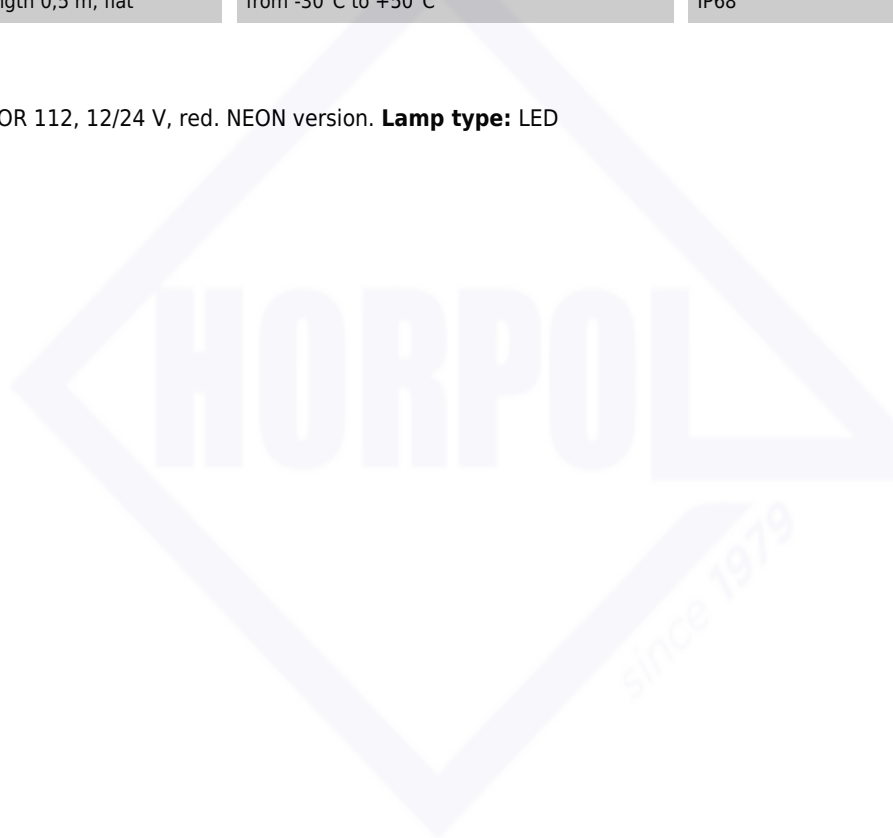 ngth 0,5 m, flat from -30°C to +50°C IP68
OR 112, 12/24 V, red. NEON version. Lamp type: LED
HORPOL
since 1979